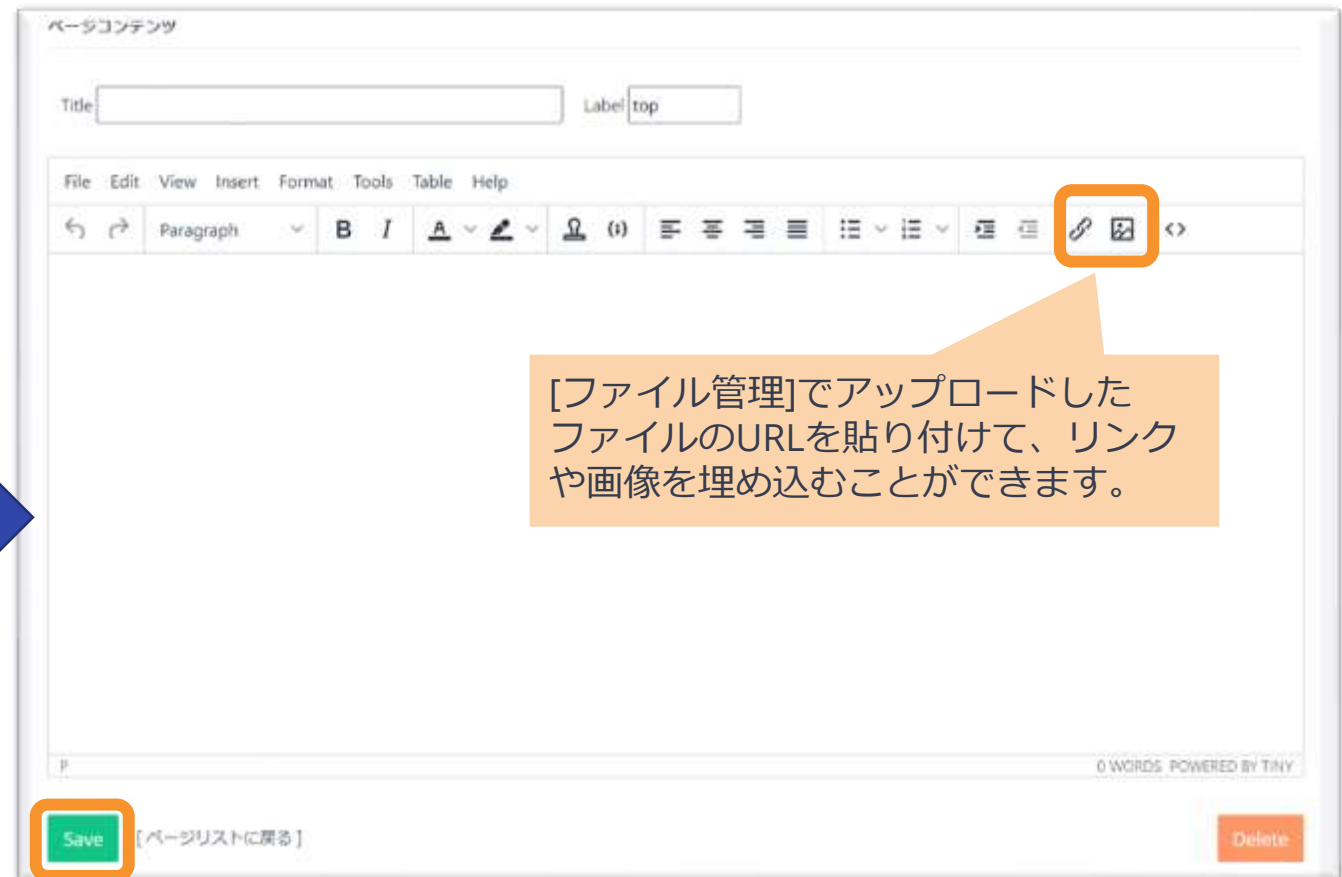 ページコンテンツ
Title Label top
File Edit View Insert Format Tools Table Help
Paragraph B I A
[ファイル管理]でアップロードした
ファイルのURLを貼り付けて、リンク
や画像を埋め込むことができます。
P 0 WORDS POWERED BY TINY
Save [ ページリストに戻る ] Delete